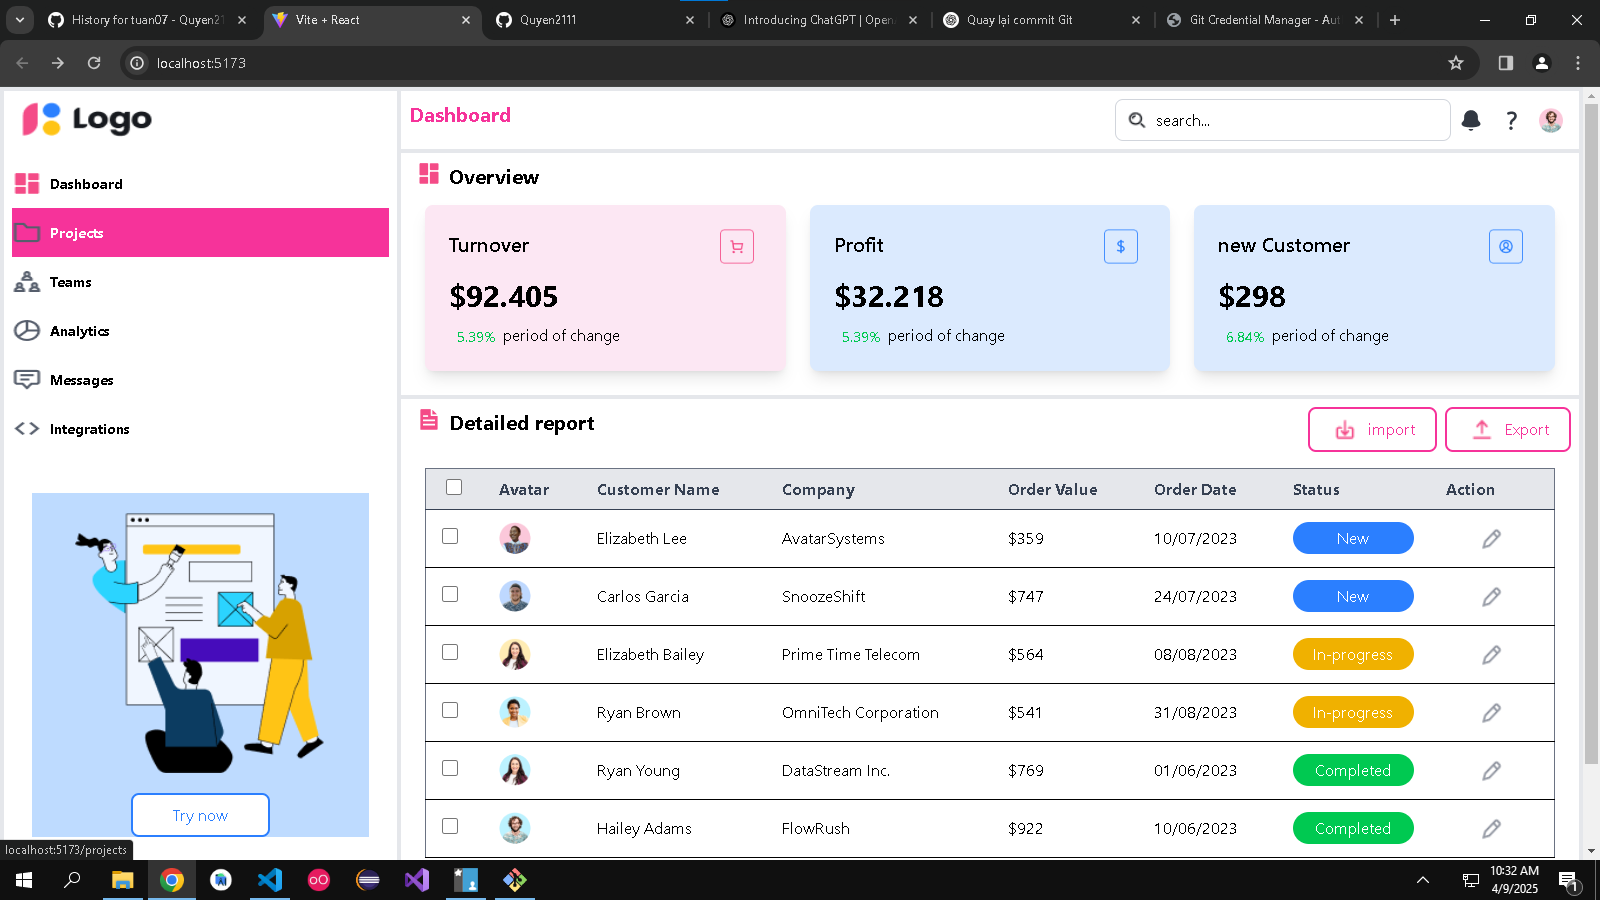 History for tuan07 - Quyen21
Vite + React
Quyen2111
Introducing ChatGPT | Open
Quay lại commit Git
Git Credential Manager - Aut
localhost:5173
Logo
Dashboard
search...
?
Dashboard
Projects
Teams
Analytics
Messages
Integrations
Try now
localhost:5173/projects
Overview
Turnover
$92.405
5.39% period of change
Profit
$
$32.218
5.39% period of change
new Customer
$298
6.84% period of change
Detailed report
import
Export
Avatar Customer Name Company Order Value Order Date Status Action
Elizabeth Lee AvatarSystems $359 10/07/2023 New
Carlos Garcia SnoozeShift $747 24/07/2023 New
Elizabeth Bailey Prime Time Telecom $564 08/08/2023 In-progress
Ryan Brown OmniTech Corporation $541 31/08/2023 In-progress
Ryan Young DataStream Inc. $769 01/06/2023 Completed
Hailey Adams FlowRush $922 10/06/2023 Completed
10:32 AM
4/9/2025
1